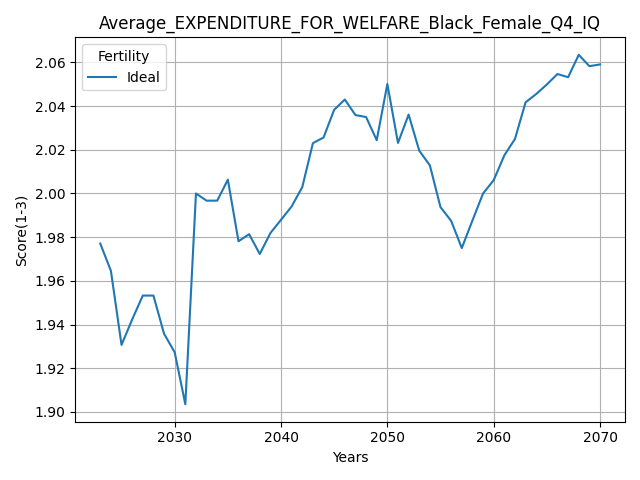 Average_EXPENDITURE_FOR_WELFARE_Black_Female_Q4_IQ
Fertility
Ideal
Score(1-3)
2.06
2.04
2.02
2.00
1.98
1.96
1.94
1.92
1.90
2030 2040 2050 2060 2070
Years